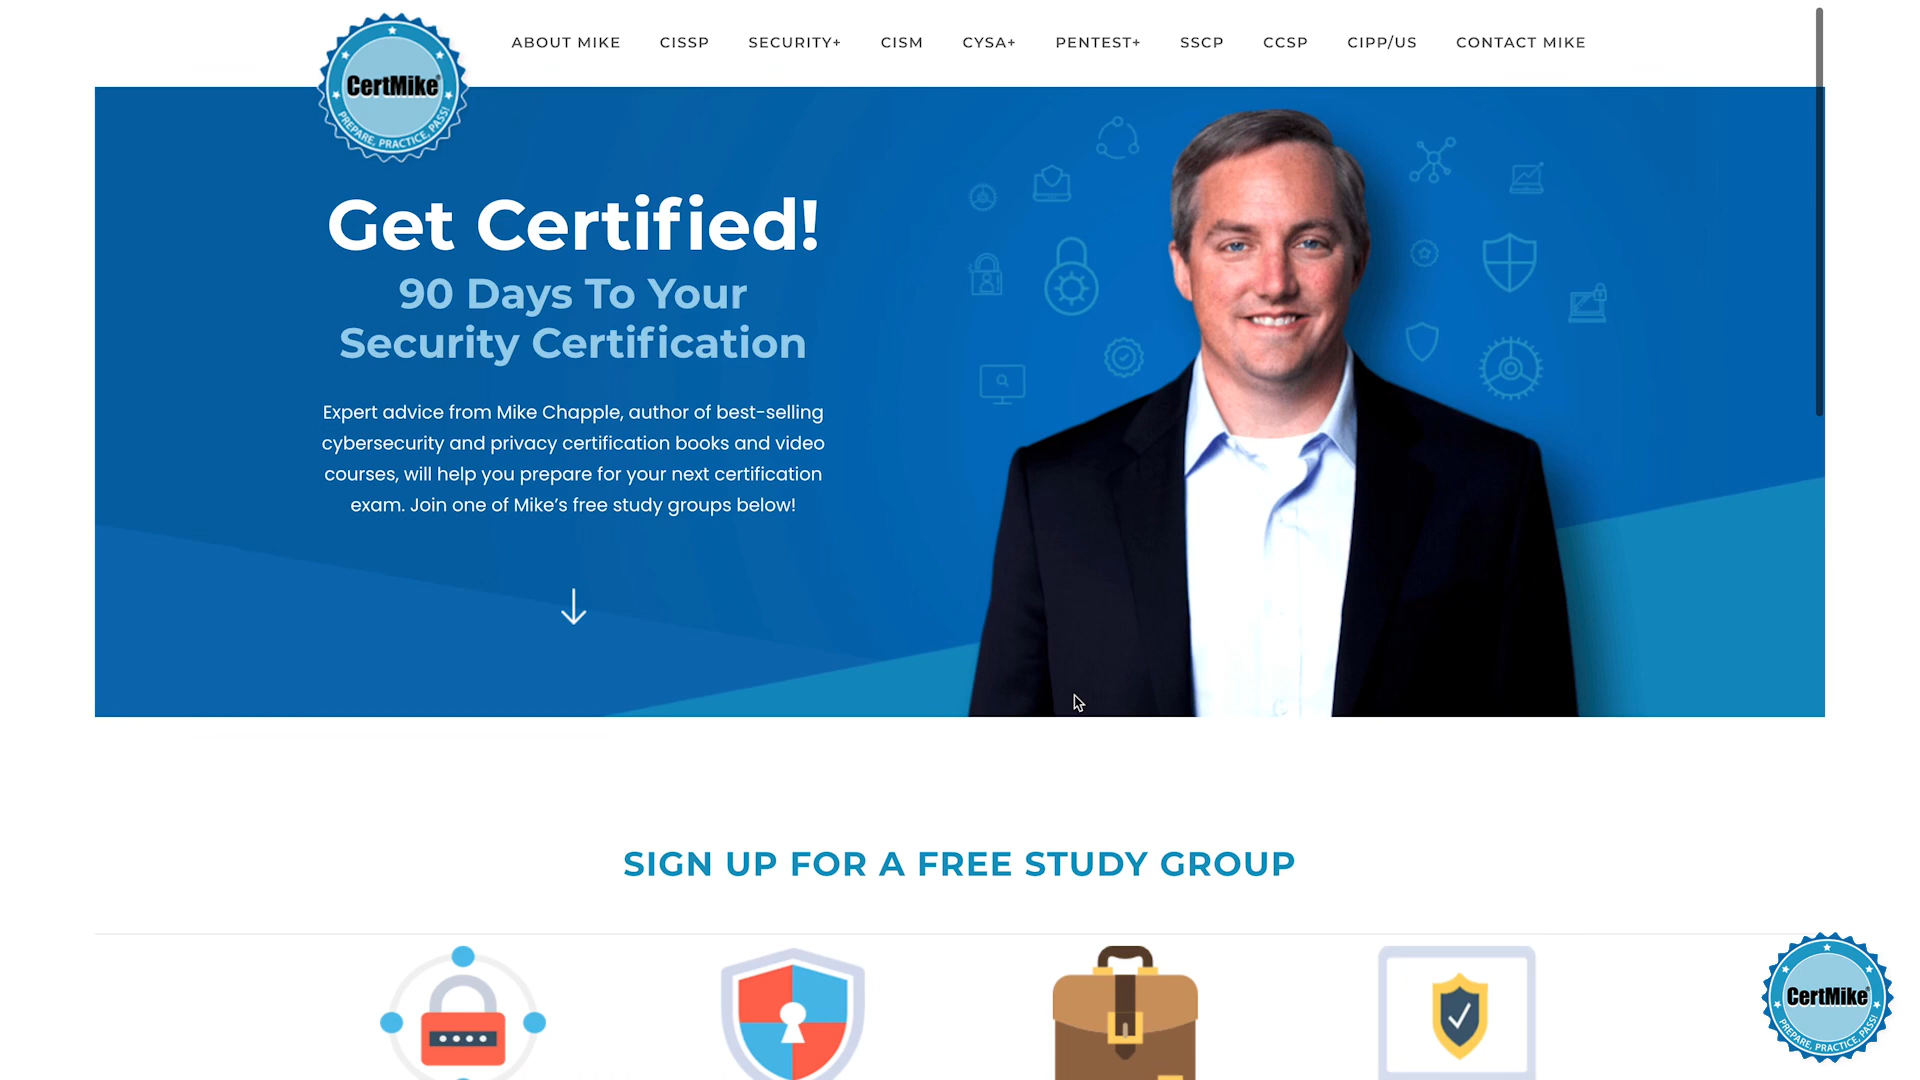 CertMike®
PREPARE, PRACTICE, PASS!
ABOUT MIKE
CISSP
SECURITY+
CISM
CYSA+
PENTEST+
SSCP
CCSP
CIPP/US
CONTACT MIKE
Get Certified!
90 Days To Your
Security Certification
Expert advice from Mike Chapple, author of best-selling
cybersecurity and privacy certification books and video
courses, will help you prepare for your next certification
exam. Join one of Mike’s free study groups below!
SIGN UP FOR A FREE STUDY GROUP
CertMike®
PREPARE, PRACTICE, PASS!